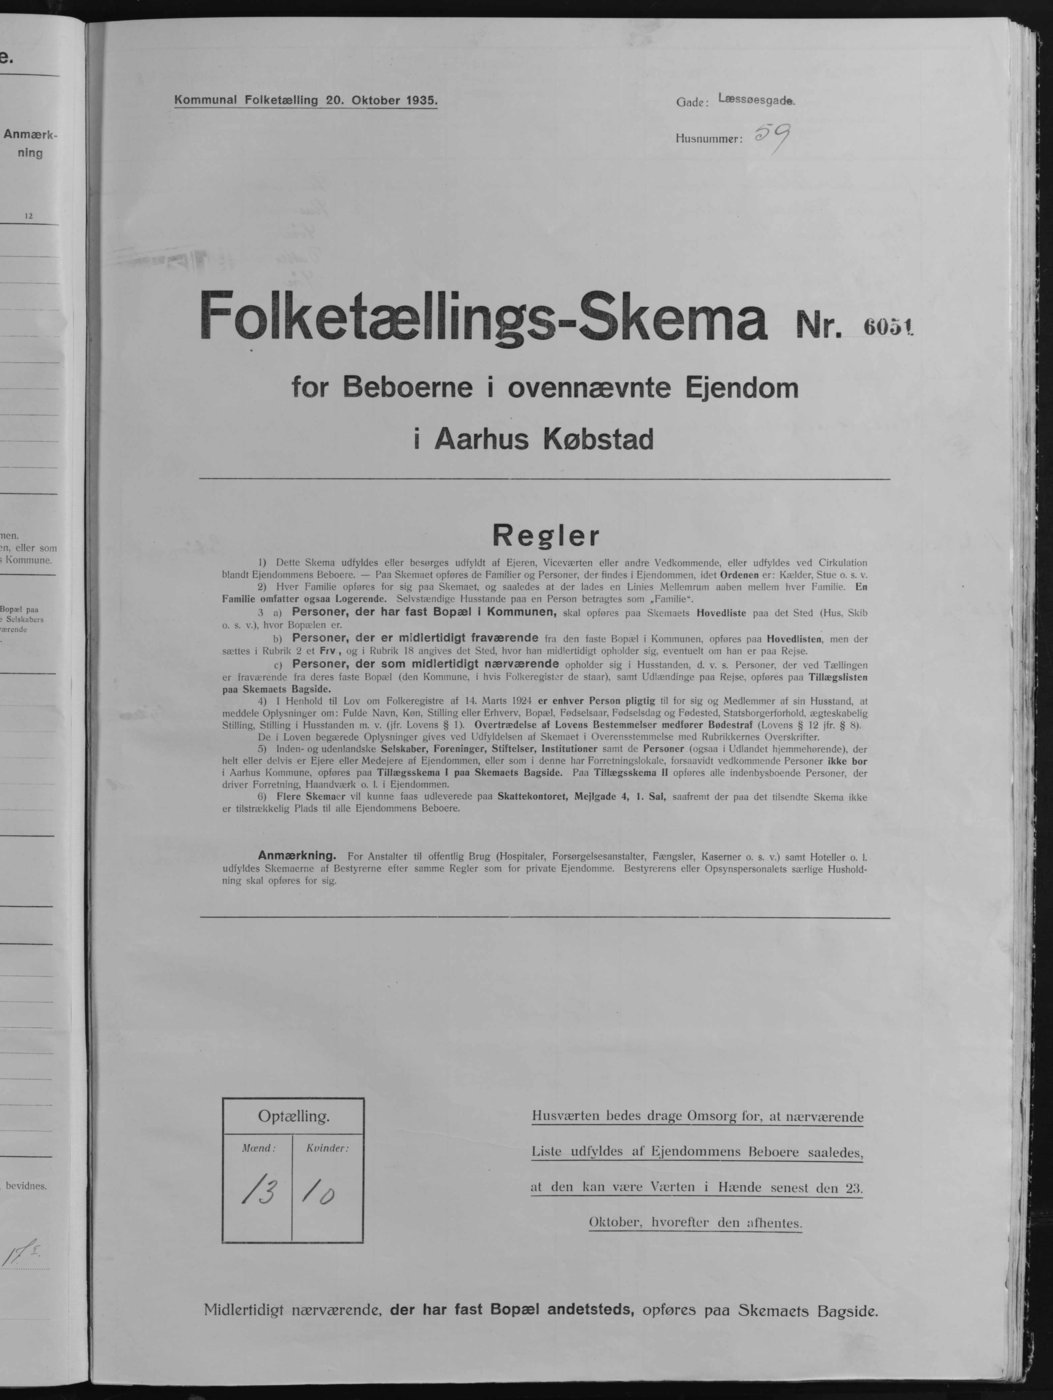 e.
Anmærk-
ning
12
men.
en, eller som
s Kommune.
Bopæl paa
e Selskabers
værende
bevidnes.
Kommunal Folketælling 20. Oktober 1935.
Gade: Læssøesgade.
Husnummer: 59
Folketællings-Skema Nr. 6051
for Beboerne i ovennævnte Ejendom
i Aarhus Købstad
Regler
1) Dette Skema udfyldes eller besørges udfyldt af Ejeren, Viceværten eller andre Vedkommende, eller udfyldes ved Cirkulation
blandt Ejendommens Beboere. — Paa Skemaet opføres de Familier og Personer, der findes i Ejendommen, idet Ordenen er: Kælder, Stue o. s. v.
2) Hver Familie opføres for sig paa Skemaet, og saaledes at der lades en Linies Mellemrum aaben mellem hver Familie. En
Familie omfatter ogsaa Logerende. Selvstændige Husstande paa en Person betragtes som „Familie“.
3 a) Personer, der har fast Bopæl i Kommunen, skal opføres paa Skemaets Hovedliste paa det Sted (Hus, Skib
o. s. v.), hvor Bopælen er.
b) Personer, der er midlertidigt fraværende fra den faste Bopæl i Kommunen, opføres paa Hovedlisten, men der
sættes i Rubrik 2 et Frv, og i Rubrik 18 angives det Sted, hvor han midlertidigt opholder sig, eventuelt om han er paa Rejse.
c) Personer, der som midlertidigt nærværende opholder sig i Husstanden, d. v. s. Personer, der ved Tællingen
er fraværende fra deres faste Bopæl (den Kommune, i hvis Folkeregister de staar), samt Udlændinge paa Rejse, opføres paa Tillægslisten
paa Skemaets Bagside.
4) I Henhold til Lov om Folkeregistre af 14. Marts 1924 er enhver Person pligtig til for sig og Medlemmer af sin Husstand, at
meddele Oplysninger om: Fulde Navn, Køn, Stilling eller Erhverv, Bopæl, Fødselsaar, Fødselsdag og Fødested, Statsborgerforhold, ægteskabelig
Stilling, Stilling i Husstanden m. v. (jfr. Lovens § 1). Overtrædelse af Lovens Bestemmelser medfører Bødestraf (Lovens § 12 jfr. § 8).
De i Loven begærede Oplysninger gives ved Udfyldelsen af Skemaet i Overensstemmelse med Rubrikkernes Overskrifter.
5) Inden- og udenlandske Selskaber, Foreninger, Stiftelser, Institutioner samt de Personer (ogsaa i Udlandet hjemmehørende), der
helt eller delvis er Ejere eller Medejere af Ejendommen, eller som i denne har Forretningslokale, forsaavidt vedkommende Personer ikke bor
i Aarhus Kommune, opføres paa Tillægsskema I paa Skemaets Bagside. Paa Tillægsskema II opføres alle indenbysboende Personer, der
driver Forretning, Haandværk o. l. i Ejendommen.
6) Flere Skemaer vil kunne faas udleverede paa Skattekontoret, Mejlgade 4, 1. Sal, saafremt der paa det tilsendte Skema ikke
er tilstrækkelig Plads til alle Ejendommens Beboere.
Anmærkning. For Anstalter til offentlig Brug (Hospitaler, Forsørgelsesanstalter, Fængsler, Kaserner o. s. v.) samt Hoteller o. l.
udfyldes Skemaerne af Bestyrerne efter samme Regler som for private Ejendomme. Bestyrerens eller Opsynspersonalets særlige Hushold-
ning skal opføres for sig.
Optælling.
Mænd: Kvinder:
13 10
Husværten bedes drage Omsorg for, at nærværende
Liste udfyldes af Ejendommens Beboere saaledes,
at den kan være Værten i Hænde senest den 23.
Oktober, hvorefter den afhentes.
Midlertidigt nærværende, der har fast Bopæl andetsteds, opføres paa Skemaets Bagside.